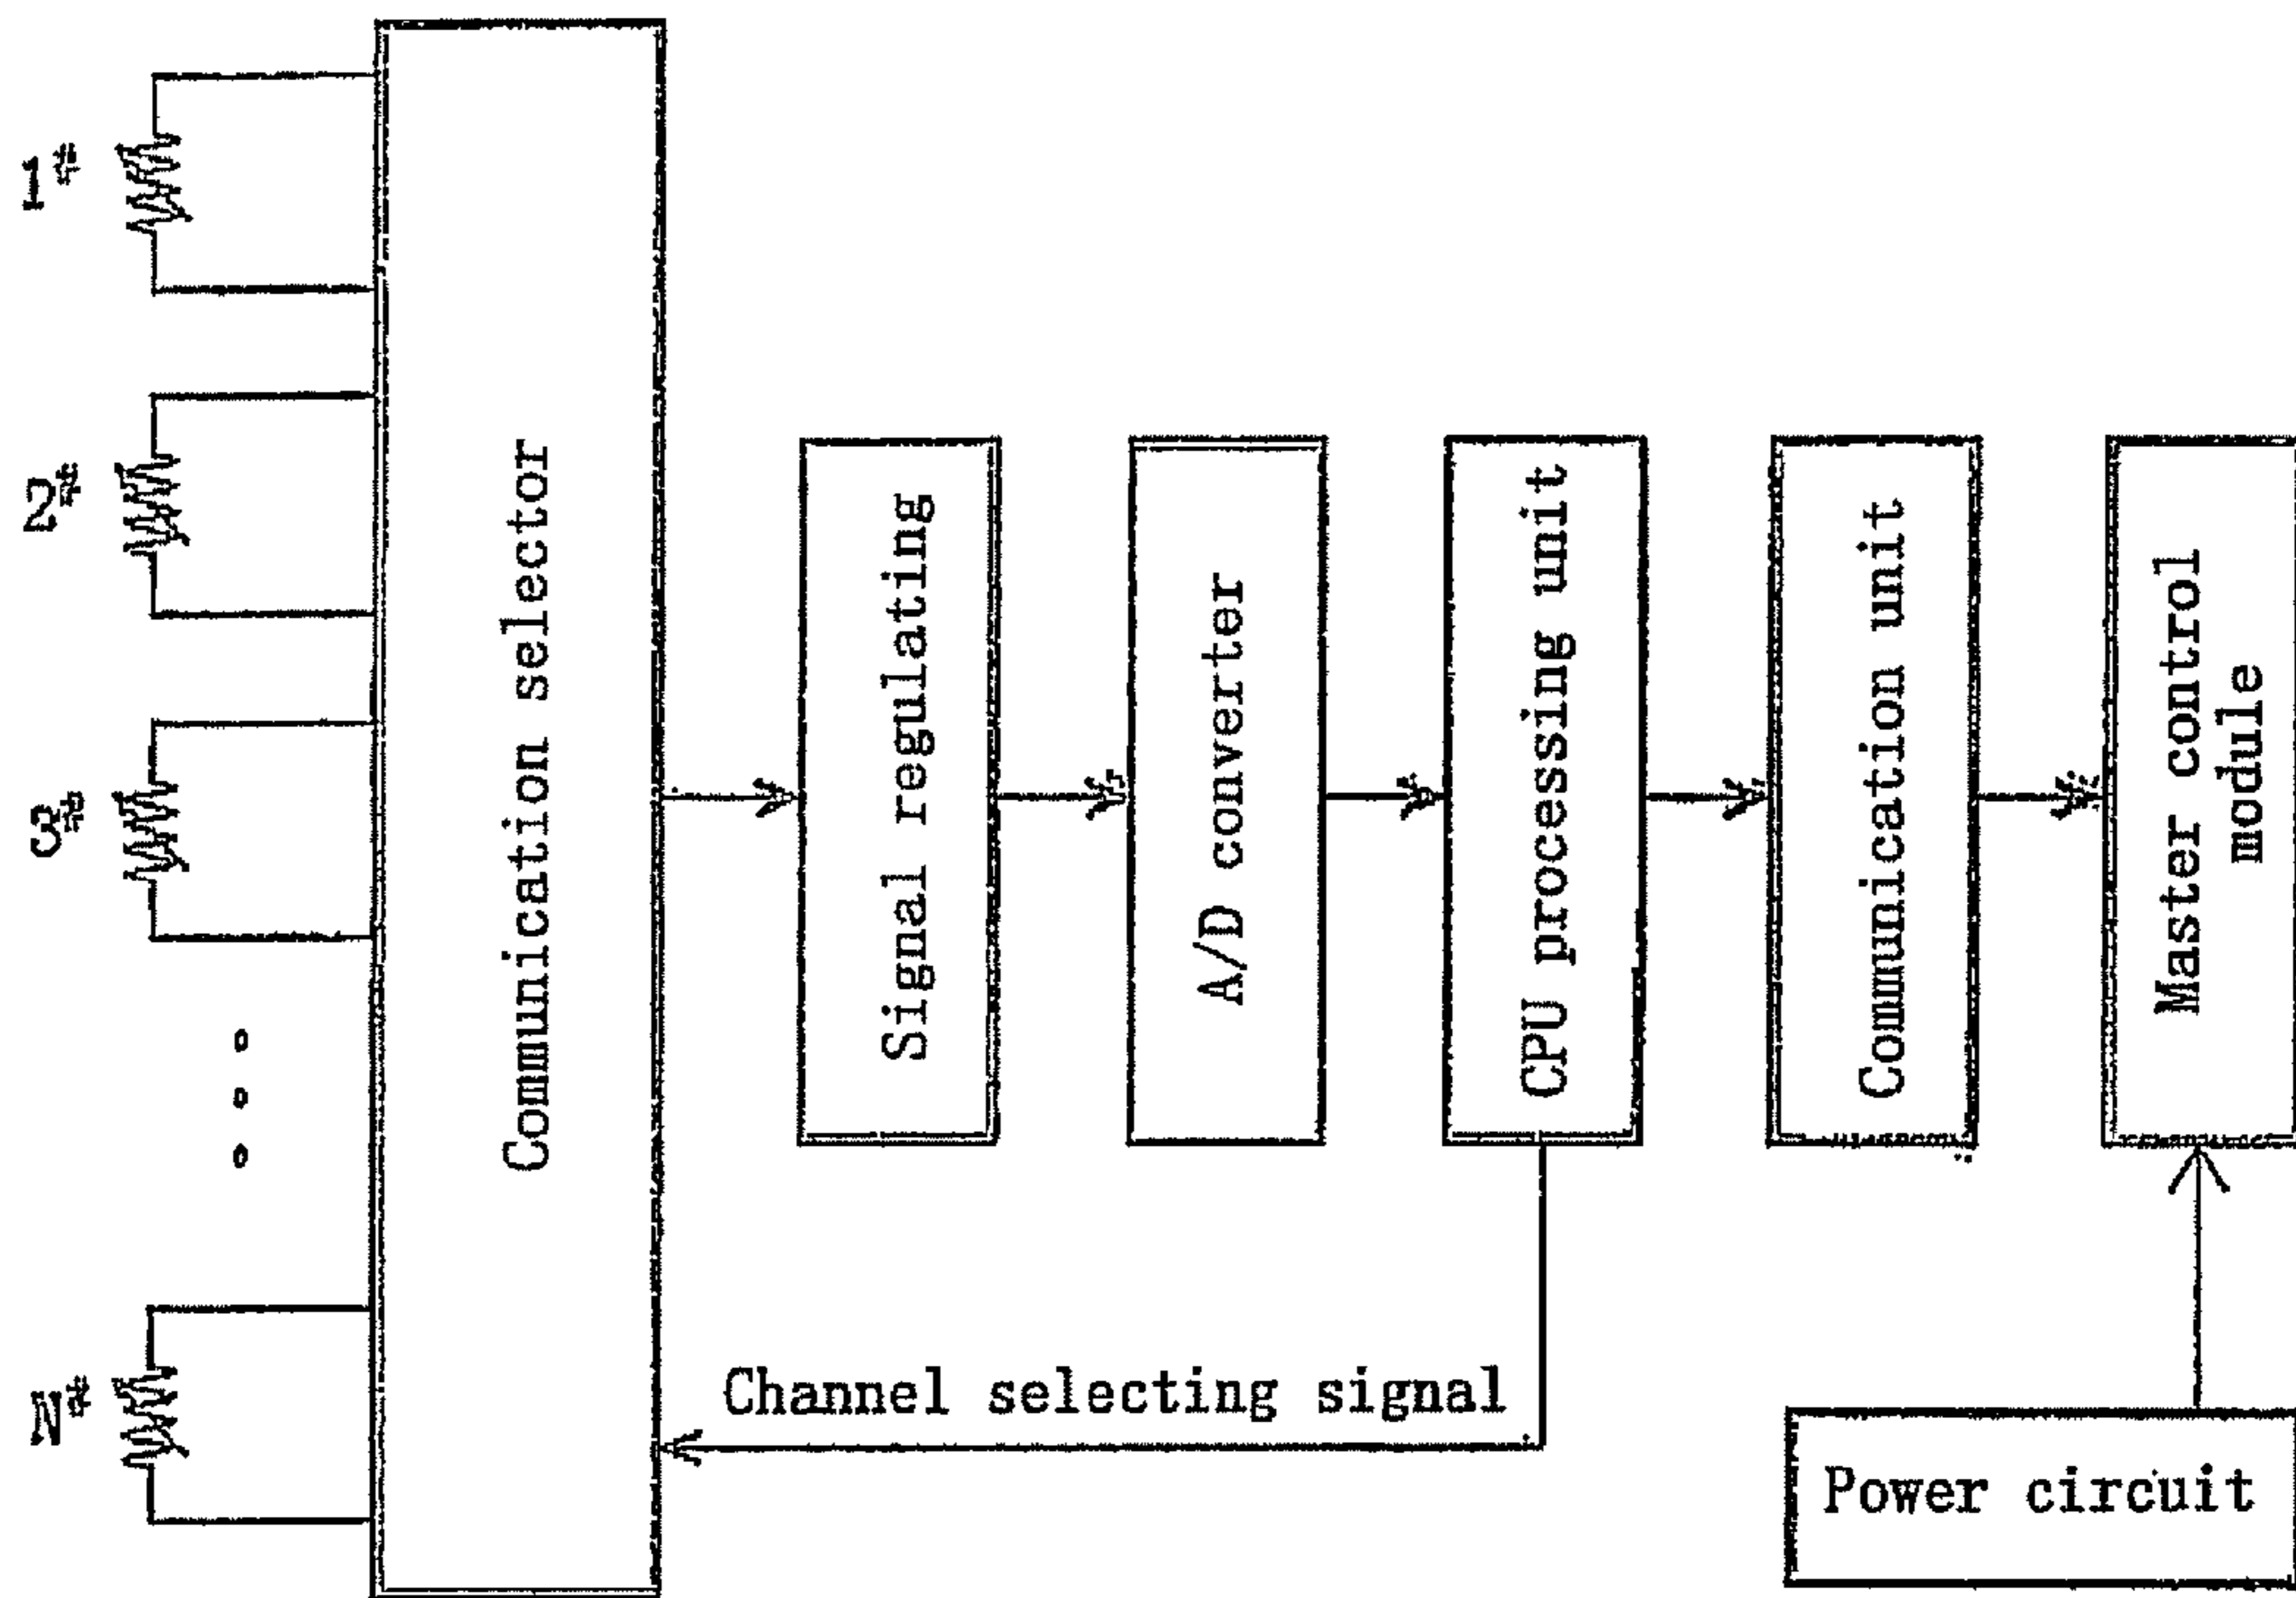 1#
2#
3#
N#
Communication selector
Signal regulating
A/D converter
CPU processing unit
Communication unit
Master control
module
Channel selecting signal
Power circuit